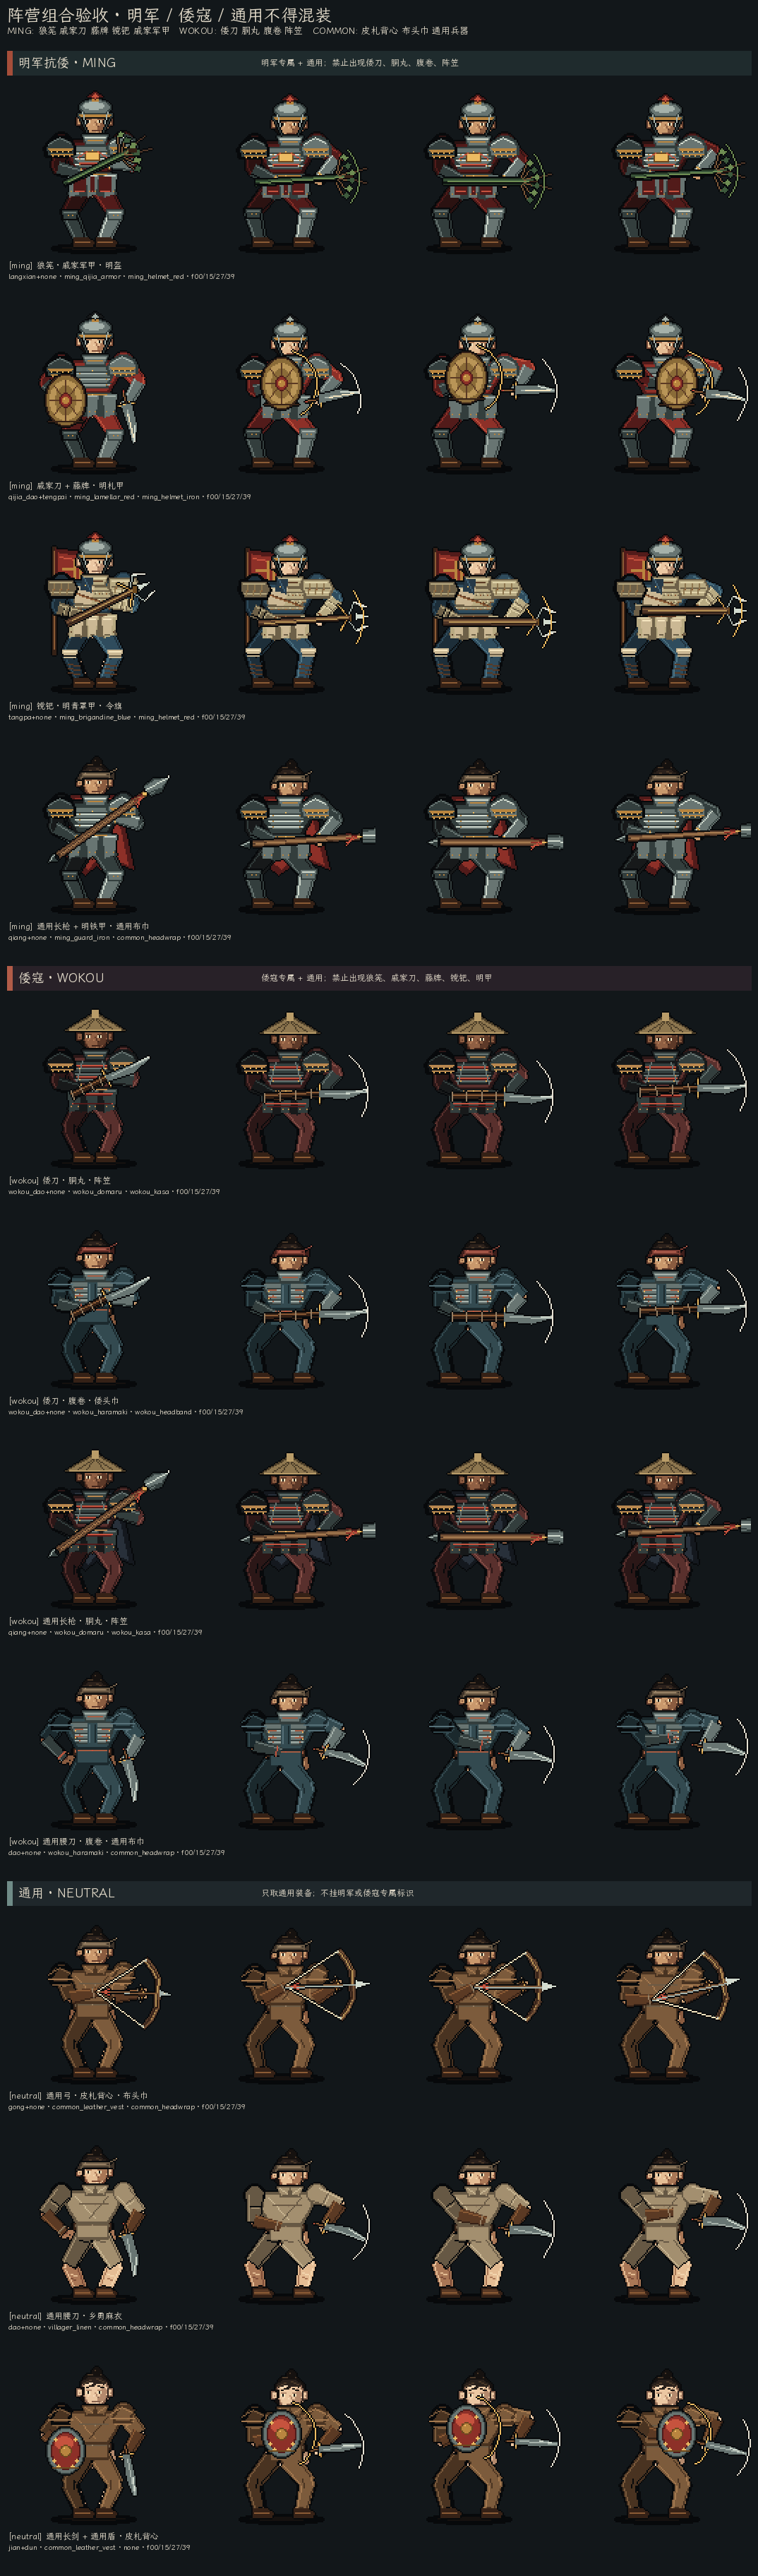 阵营组合验收・明军 / 倭寇 / 通用不得混装
MING: 狼筅 戚家刀 藤牌 镋钯 戚家军甲 WOKOU: 倭刀 胴丸 腹卷 阵笠 COMMON: 皮札背心 布头巾 通用兵器
明军抗倭・MING
明军专属 + 通用; 禁止出现倭刀、胴丸、腹卷、阵笠
[ming] 狼筅・戚家军甲・明盔
langxian+none・ming_qijia_armor・ming_helmet_red・f00/15/27/39
[ming] 戚家刀 + 藤牌・明札甲
qijia_dao+tengpai・ming_lamellar_red・ming_helmet_iron・f00/15/27/39
[ming] 镋钯・明青罩甲・令旗
tangpa+none・ming_brigandine_blue・ming_helmet_red・f00/15/27/39
[ming] 通用长枪 + 明铁甲・通用布巾
qiang+none・ming_guard_iron・common_headwrap・f00/15/27/39
倭寇・WOKOU
倭寇专属 + 通用; 禁止出现狼筅、戚家刀、藤牌、镋钯、明甲
[wokou] 倭刀・胴丸・阵笠
wokou_dao+none・wokou_domaru・wokou_kasa・f00/15/27/39
[wokou] 倭刀・腹卷・倭头巾
wokou_dao+none・wokou_haramaki・wokou_headband・f00/15/27/39
[wokou] 通用长枪・胴丸・阵笠
qiang+none・wokou_domaru・wokou_kasa・f00/15/27/39
[wokou] 通用腰刀・腹卷・通用布巾
dao+none・wokou_haramaki・common_headwrap・f00/15/27/39
通用・NEUTRAL
只取通用装备; 不挂明军或倭寇专属标识
[neutral] 通用弓・皮札背心・布头巾
gong+none・common_leather_vest・common_headwrap・f00/15/27/39
[neutral] 通用腰刀・乡勇麻衣
dao+none・villager_linen・common_headwrap・f00/15/27/39
[neutral] 通用长剑 + 通用盾・皮札背心
jian+dun・common_leather_vest・none・f00/15/27/39